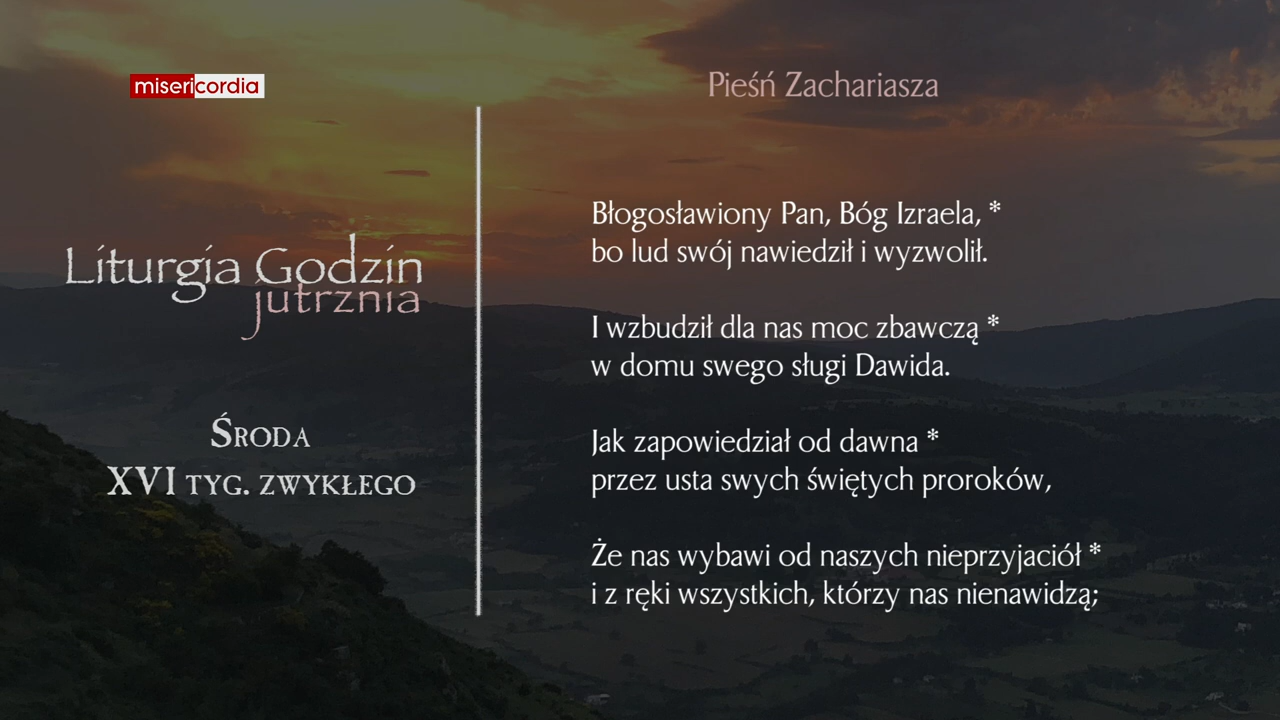 misericordia
Liturgia Godzin
jutrznia
Środa
XVI tyg. zwykłego
Pieśń Zachariasza
Błogosławiony Pan, Bóg Izraela, *
bo lud swój nawiedził i wyzwolił.
I wzbudził dla nas moc zbawczą *
w domu swego sługi Dawida.
Jak zapowiedział od dawna *
przez usta swych świętych proroków,
Że nas wybawi od naszych nieprzyjaciół *
i z ręki wszystkich, którzy nas nienawidzą;